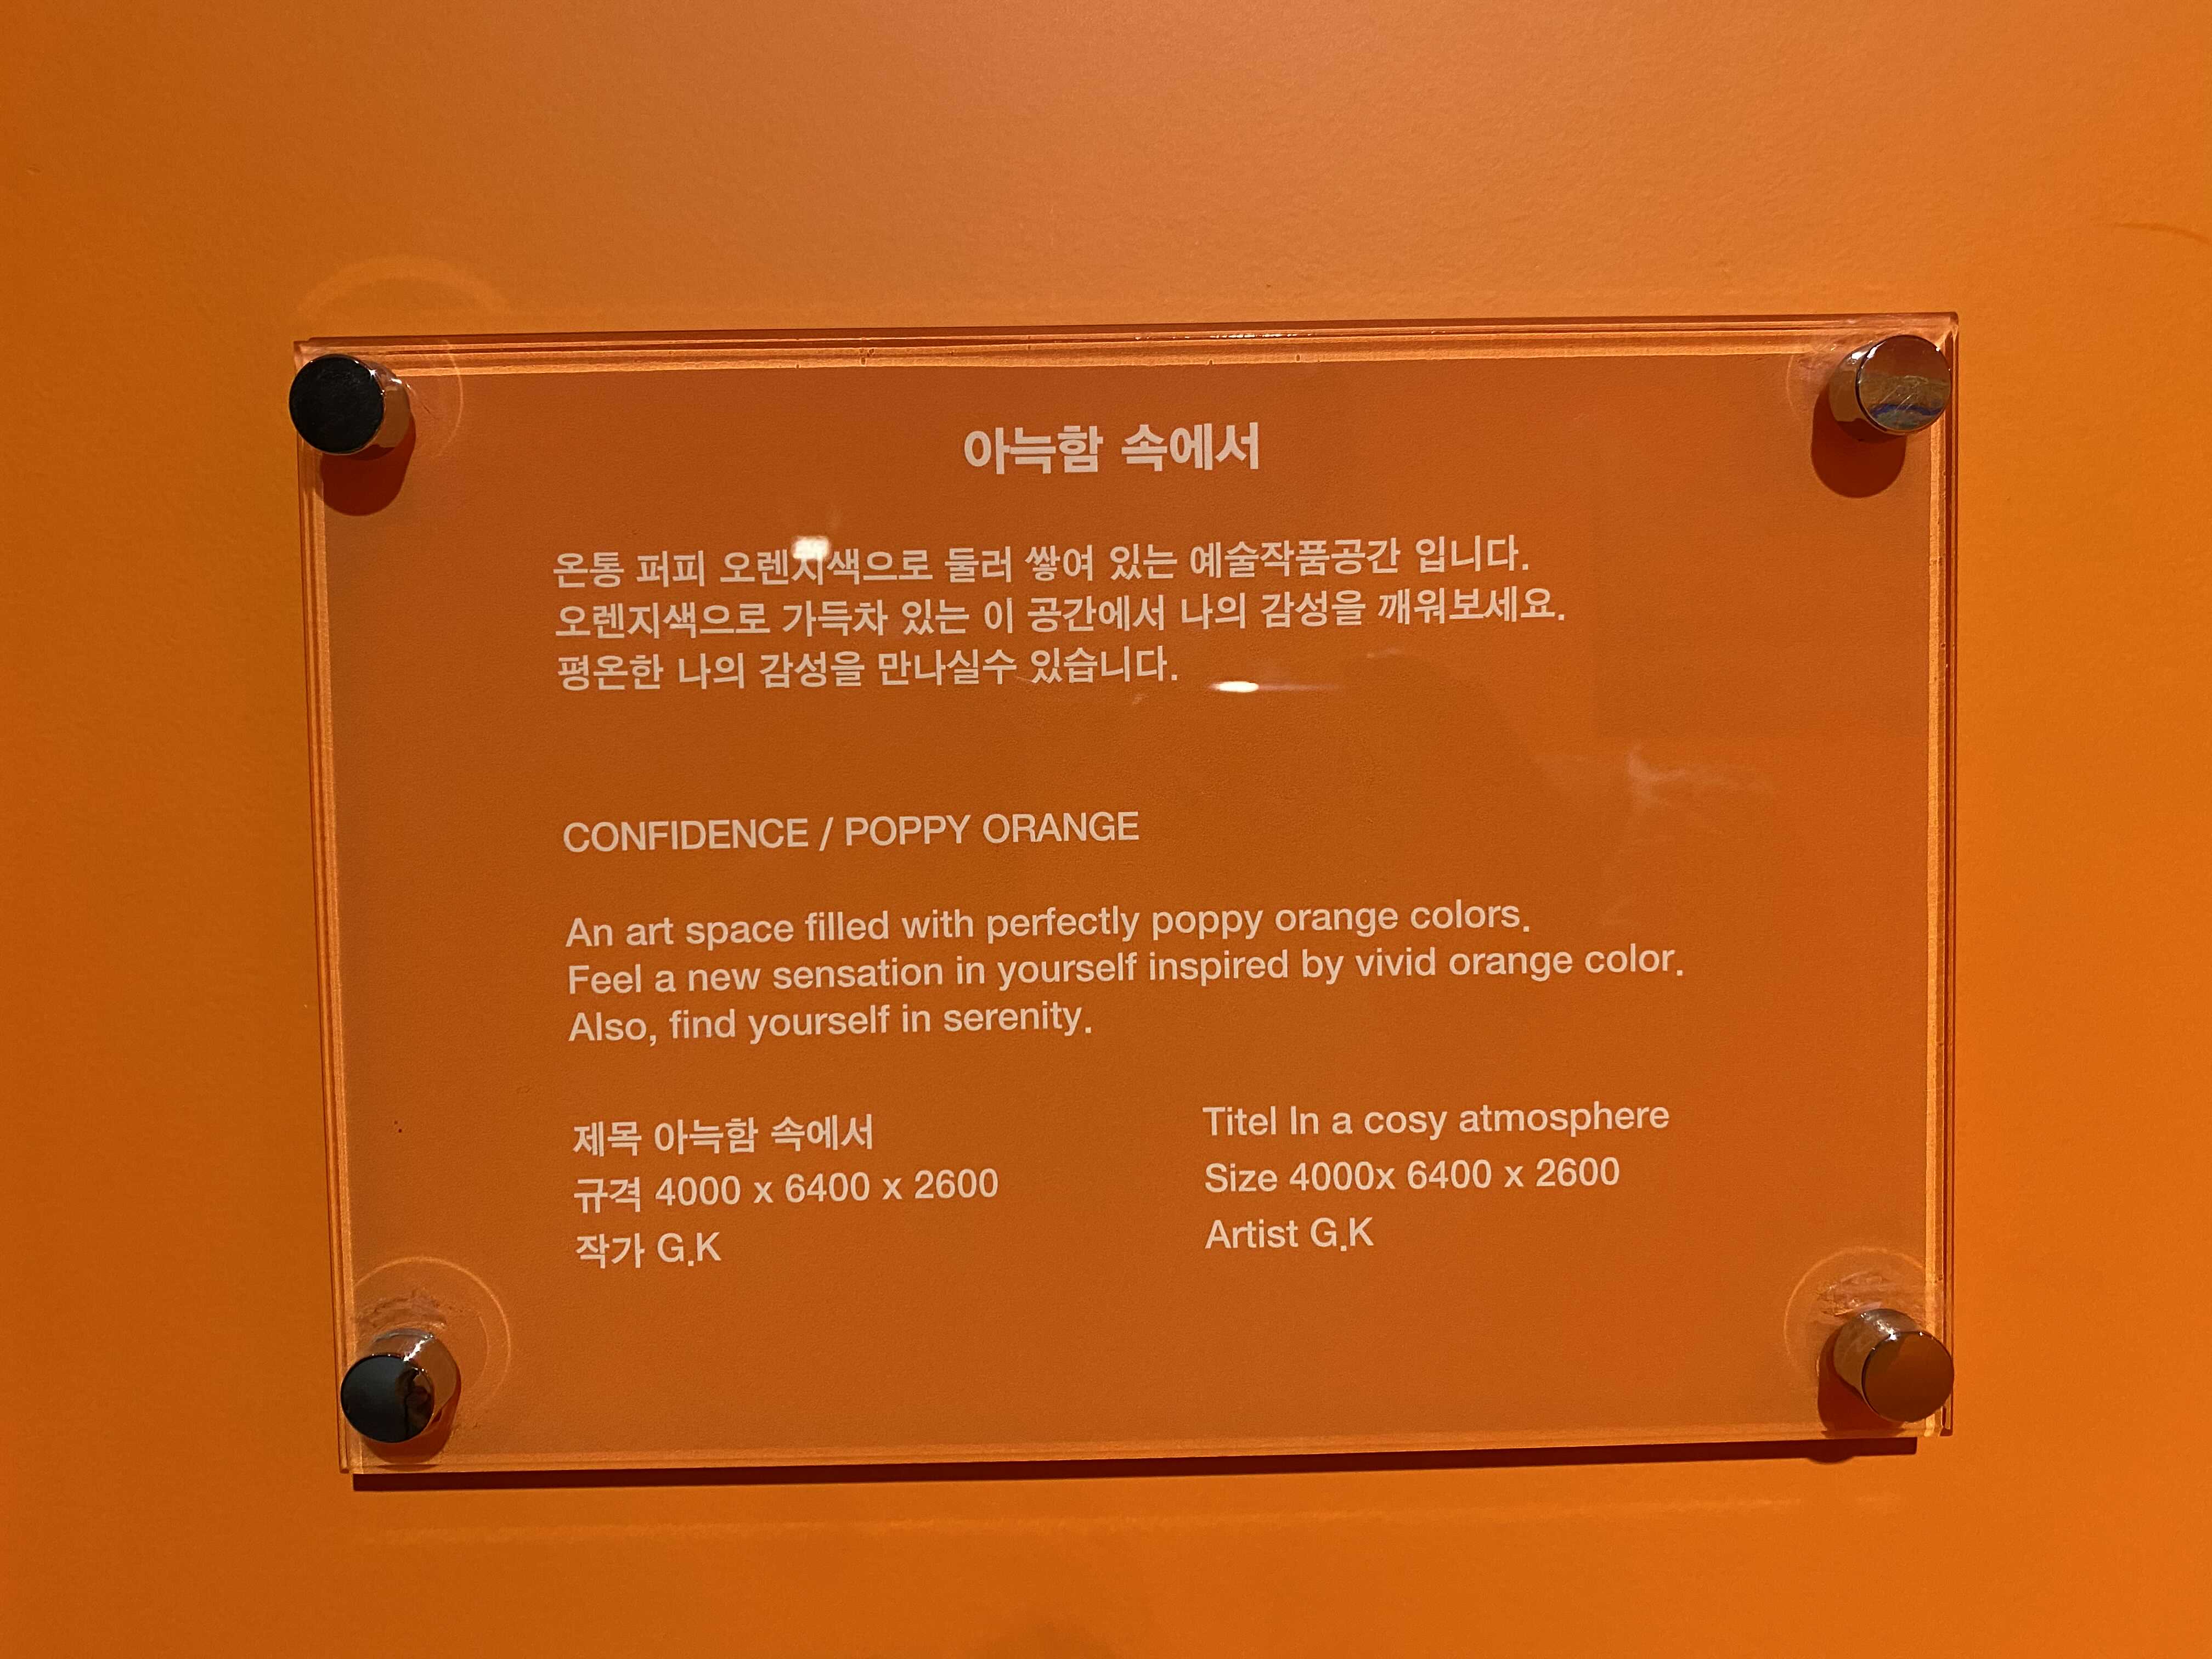 아늑함 속에서
온통 퍼피 오렌지색으로 둘러 쌓여 있는 예술작품공간 입니다.
오렌지색으로 가득차 있는 이 공간에서 나의 감성을 깨워보세요.
평온한 나의 감성을 만나실수 있습니다.
CONFIDENCE / POPPY ORANGE
An art space filled with perfectly poppy orange colors.
Feel a new sensation in yourself inspired by vivid orange color.
Also, find yourself in serenity.
제목 아늑함 속에서
규격 4000 x 6400 x 2600
작가 G.K
Titel In a cosy atmosphere
Size 4000x 6400 x 2600
Artist G.K